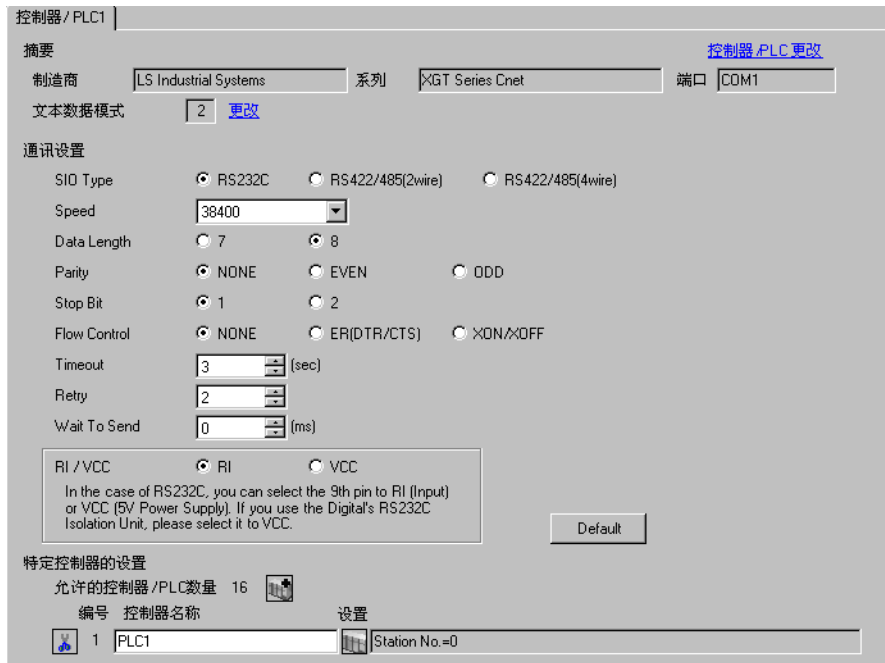 控制器/PLC1
摘要 控制器/PLC更改
制造商 LS Industrial Systems 系列 XGT Series Cnet 端口 COM1
文本数据模式 2 更改
通讯设置
SIO Type RS232C RS422/485(2wire) RS422/485(4wire)
Speed 38400
Data Length 7 8
Parity NONE EVEN ODD
Stop Bit 1 2
Flow Control NONE ER(DTR/CTS) XON/XOFF
Timeout 3 (sec)
Retry 2
Wait To Send 0 (ms)
RI / VCC RI VCC
In the case of RS232C, you can select the 9th pin to RI (Input)
or VCC (5V Power Supply). If you use the Digital's RS232C
Isolation Unit, please select it to VCC.
Default
特定控制器的设置
允许的控制器/PLC数量 16
编号 控制器名称 设置
1 PLC1 Station No.=0